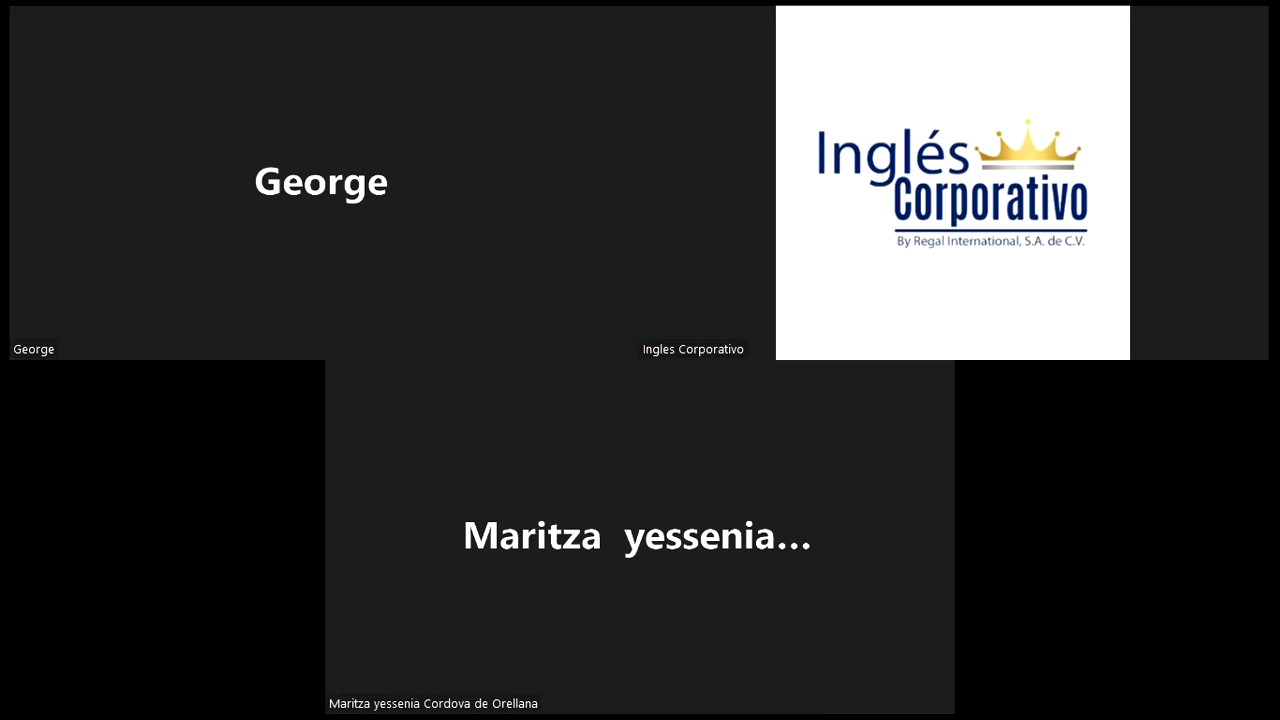 George
Inglés
Corporativo
By Regal International, S.A. de C.V.
George
Ingles Corporativo
Maritza yessenia...
Maritza yessenia Cordova de Orellana